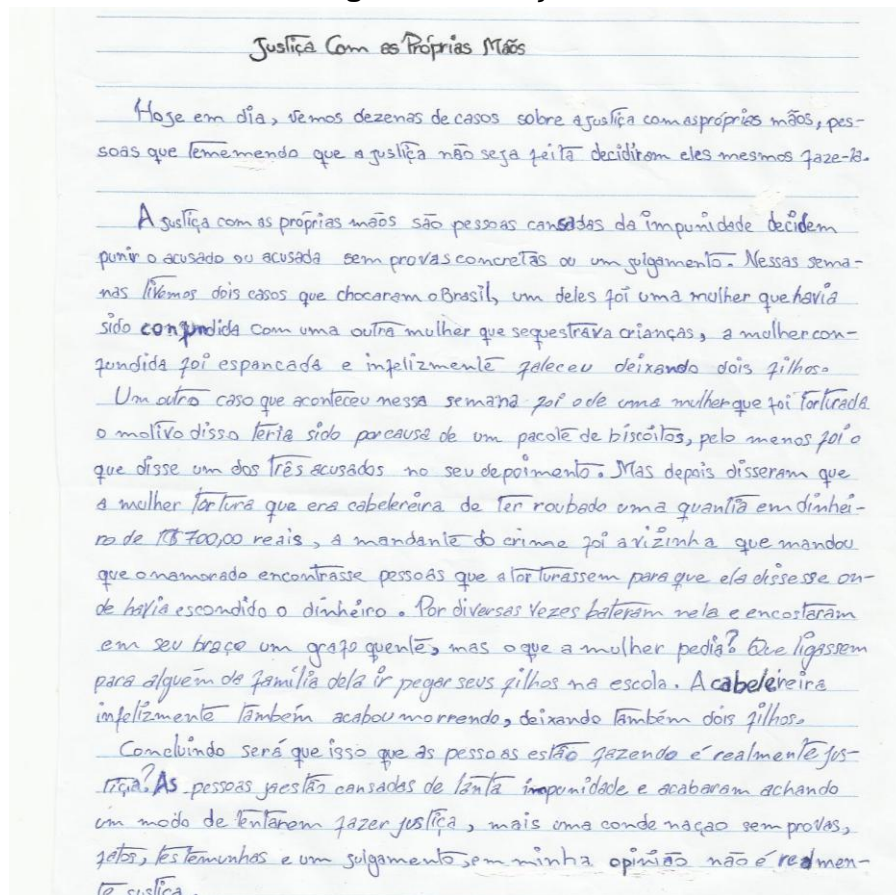 Justiça Com as Próprias Mãos
Hoje em dia, vemos dezenas de casos sobre a justiça com as próprias mãos, pes-
soas que tememendo que a justiça não seja feita decidiram eles mesmos faze-la.
A justiça com as próprias mãos são pessoas cansadas da impunidade decidem
punir o acusado ou acusada sem provas concretas ou um julgamento. Nessas sema-
nas tivemos dois casos que chocaram o Brasil, um deles foi uma mulher que havia
sido confundida com uma outra mulher que sequestrava crianças, a mulher con-
fundida foi espancada e infelizmente faleceu deixando dois filhos.
Um outro caso que aconteceu nessa semana foi o de uma mulher que foi torturada
o motivo disso teria sido por causa de um pacote de biscoitos, pelo menos foi o
que disse um dos três acusados no seu depoimento. Mas depois disseram que
a mulher tortura que era cabelereira de ter roubado uma quantia em dinhei-
ro de R$ 700,00 reais, a mandante do crime foi a vizinha que mandou
que o namorado encontrasse pessoas que a torturassem para que ela dissesse on-
de havia escondido o dinheiro. Por diversas vezes bateram nela e encostaram
em seu braço um grafo quente, mas o que a mulher pedia? Que ligassem
para alguém da família dela ir pegar seus filhos na escola. A cabelereira
infelizmente também acabou morrendo, deixando também dois filhos.
Concluindo será que isso que as pessoas estão fazendo é realmente jus-
tiça? As pessoas ja estão cansadas de tanta impunidade e acabaram achando
um modo de tentarem fazer justiça, mais uma conde naçao sem provas,
fatos, testemunhas e um julgamento, em minha opinião não é realmen-
te justiça.